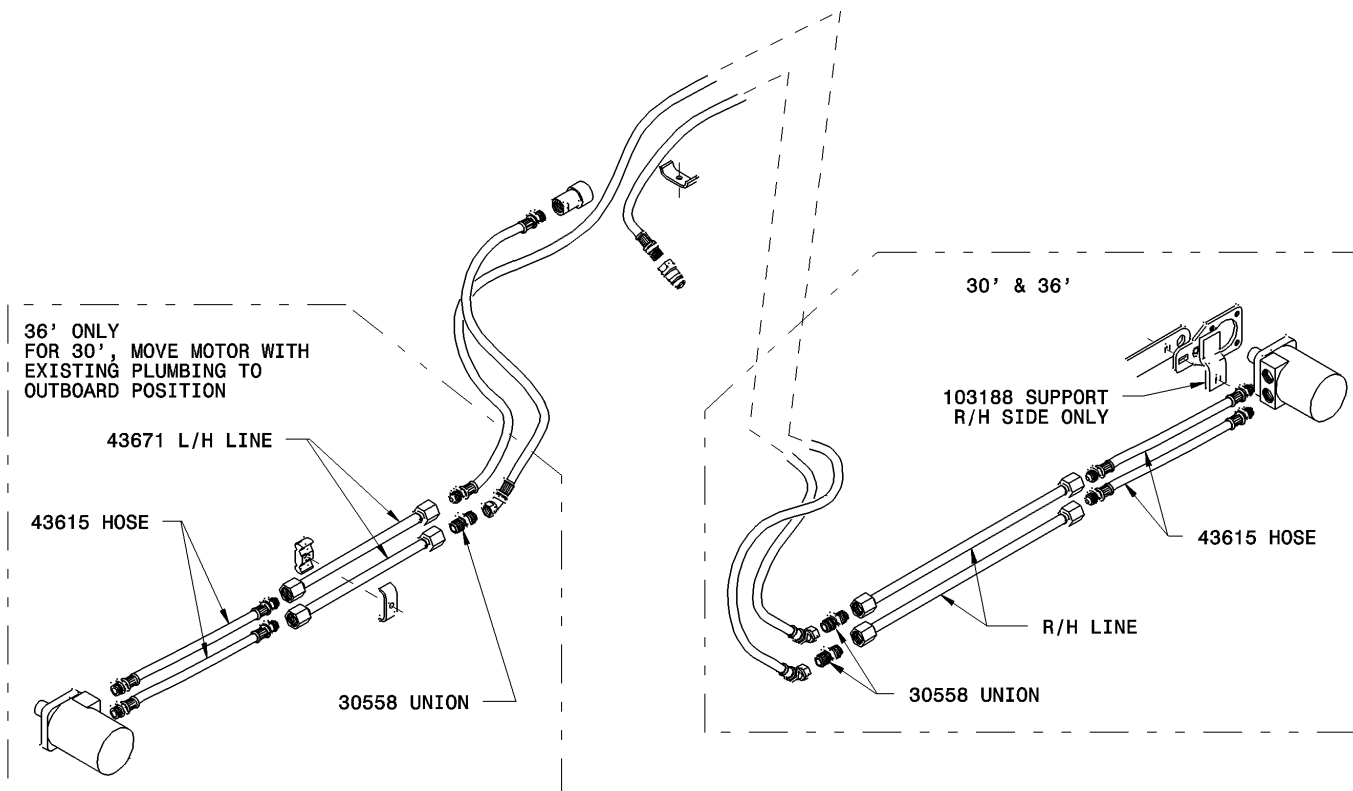 36' ONLY
FOR 30', MOVE MOTOR WITH
EXISTING PLUMBING TO
OUTBOARD POSITION
43671 L/H LINE
43615 HOSE
30558 UNION
30' & 36'
103188 SUPPORT
R/H SIDE ONLY
43615 HOSE
R/H LINE
30558 UNION